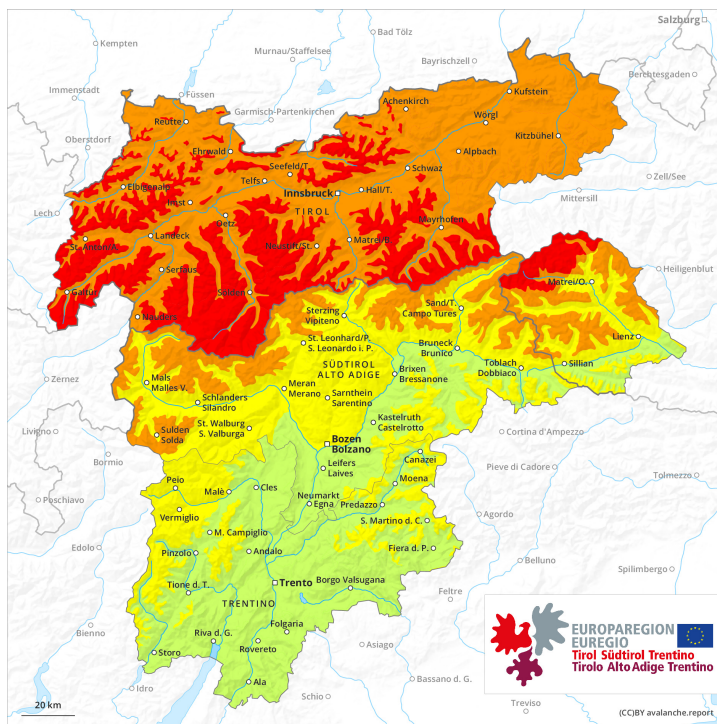 Salzburg
Kempten
Bad Tölz
Murnau/Staffelsee
Bayrischzell
Berchtesgaden
Immenstadt
Füssen
Garmisch-Partenkirchen
Achenkirch
Kufstein
Reutte
Wörgl
Oberstdorf
Ehrwald
Kitzbühel
Alpbach
Seefeld/T.
Schwaz
Telfs
Zell/See
Elbigenalp
Innsbruck
Hall/T.
Mittersill
Imst
TIROL
Lech
Oetz
Mayrhofen
St. Anton/A.
Landeck
Neustift/St.
Matrei/B.
Heiligenblut
Serfaus
Matrei/O.
Galtür
Sölden
Nauders
Sterzing
Vipiteno
Sand/T.
Campo Tures
Lienz
St. Leonhard/P.
S. Leonardo i. P.
Bruneck
Brunico
Toblach
Dobbiaco
Sillian
SÜDTIROL
ALTO ADIGE
Brixen
Bressanone
Zernez
Mals
Malles V.
Meran
Merano
Sarnthein
Sarentino
Schlanders
Silandro
Kastelruth
Castelrotto
Livigno
Sulden
Solda
St. Walburg
S. Valburga
Cortina d'Ampezzo
Bozen
Bolzano
Bormio
Canazei
Pieve di Cadore
Leifers
Laives
Tolmezzo
Poschiavo
Peio
Malè
Cles
Moena
Neumarkt
Egna
Predazzo
Vermiglio
Agordo
S. Martino d. C.
M. Campiglio
Edolo
Pinzolo
Andalo
Fiera d. P.
Belluno
Spilimbergo
Tione d. T.
Trento
Borgo Valsugana
Feltre
TRENTINO
Folgaria
Bienno
Riva d. G.
Rovereto
Storo
Asiago
Ala
Idro
Bassano d. G.
Schio
Treviso
EUROPAREGION
EUREGIO
Tirol Südtirol Trentino
Tirolo Alto Adige Trentino
20 km
(CC)BY avalanche.report